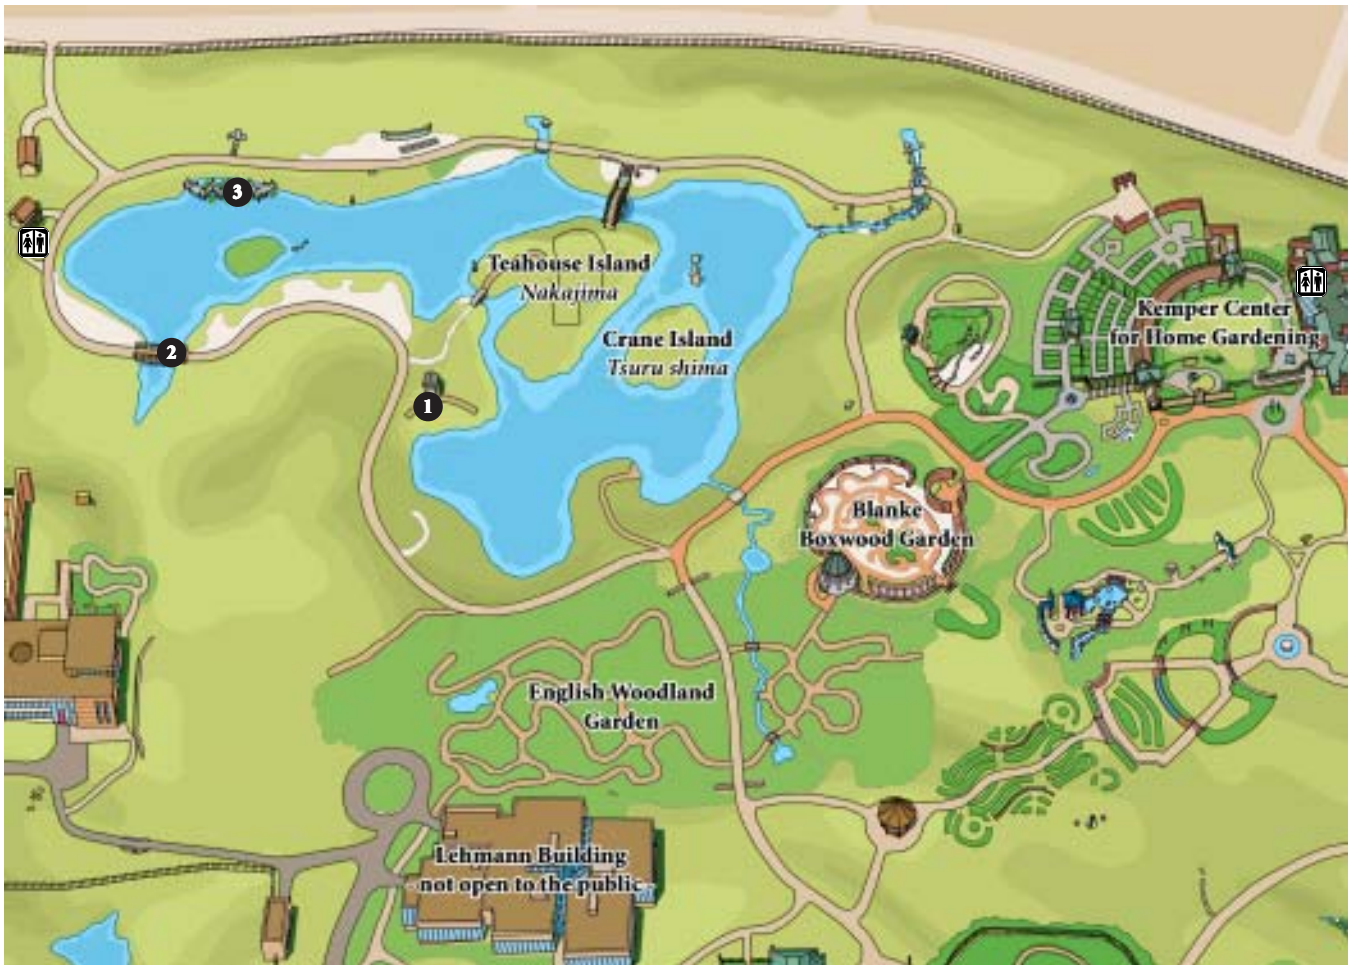 3
2
1
Teahouse Island
Nakajima
Crane Island
Tsuru shima
Kemper Center
for Home Gardening
Blanke
Boxwood Garden
English Woodland
Garden
Lehmann Building
- not open to the public -